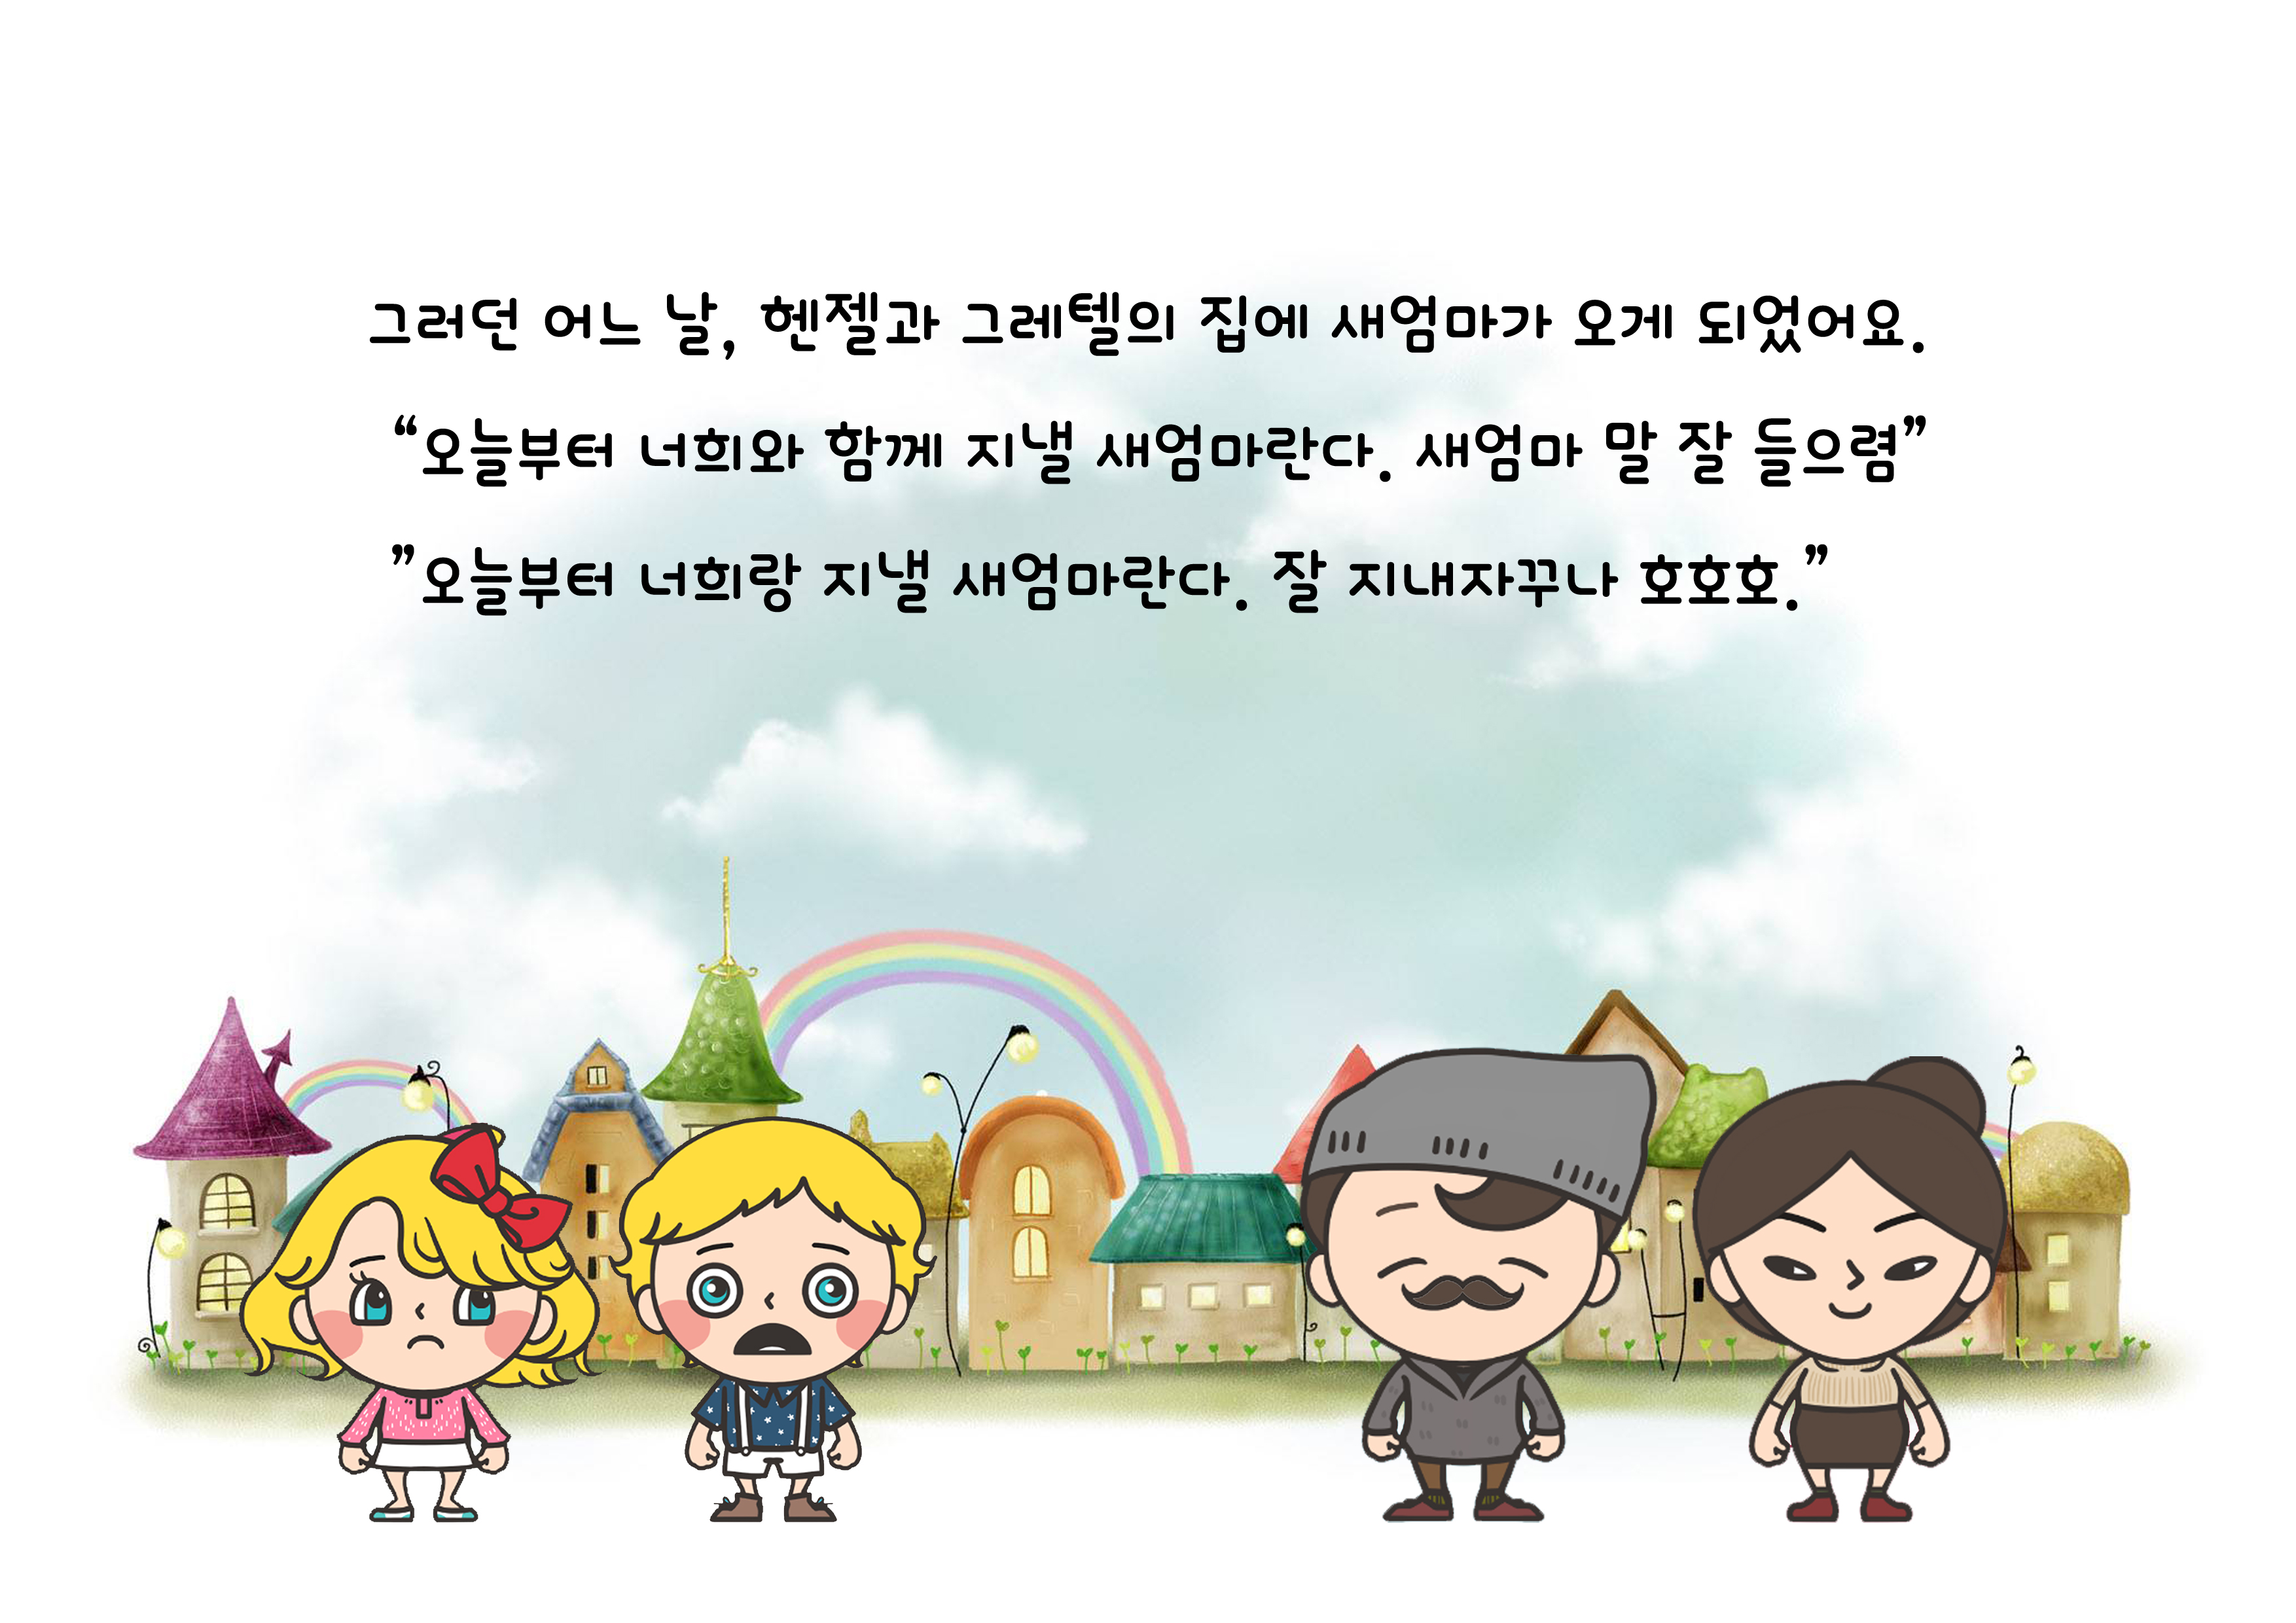 그러던 어느 날, 헨젤과 그레텔의 집에 새엄마가 오게 되었어요.
“오늘부터 너희와 함께 지낼 새엄마란다. 새엄마 말 잘 들으렴”
”오늘부터 너희랑 지낼 새엄마란다. 잘 지내자꾸나 호호호.”